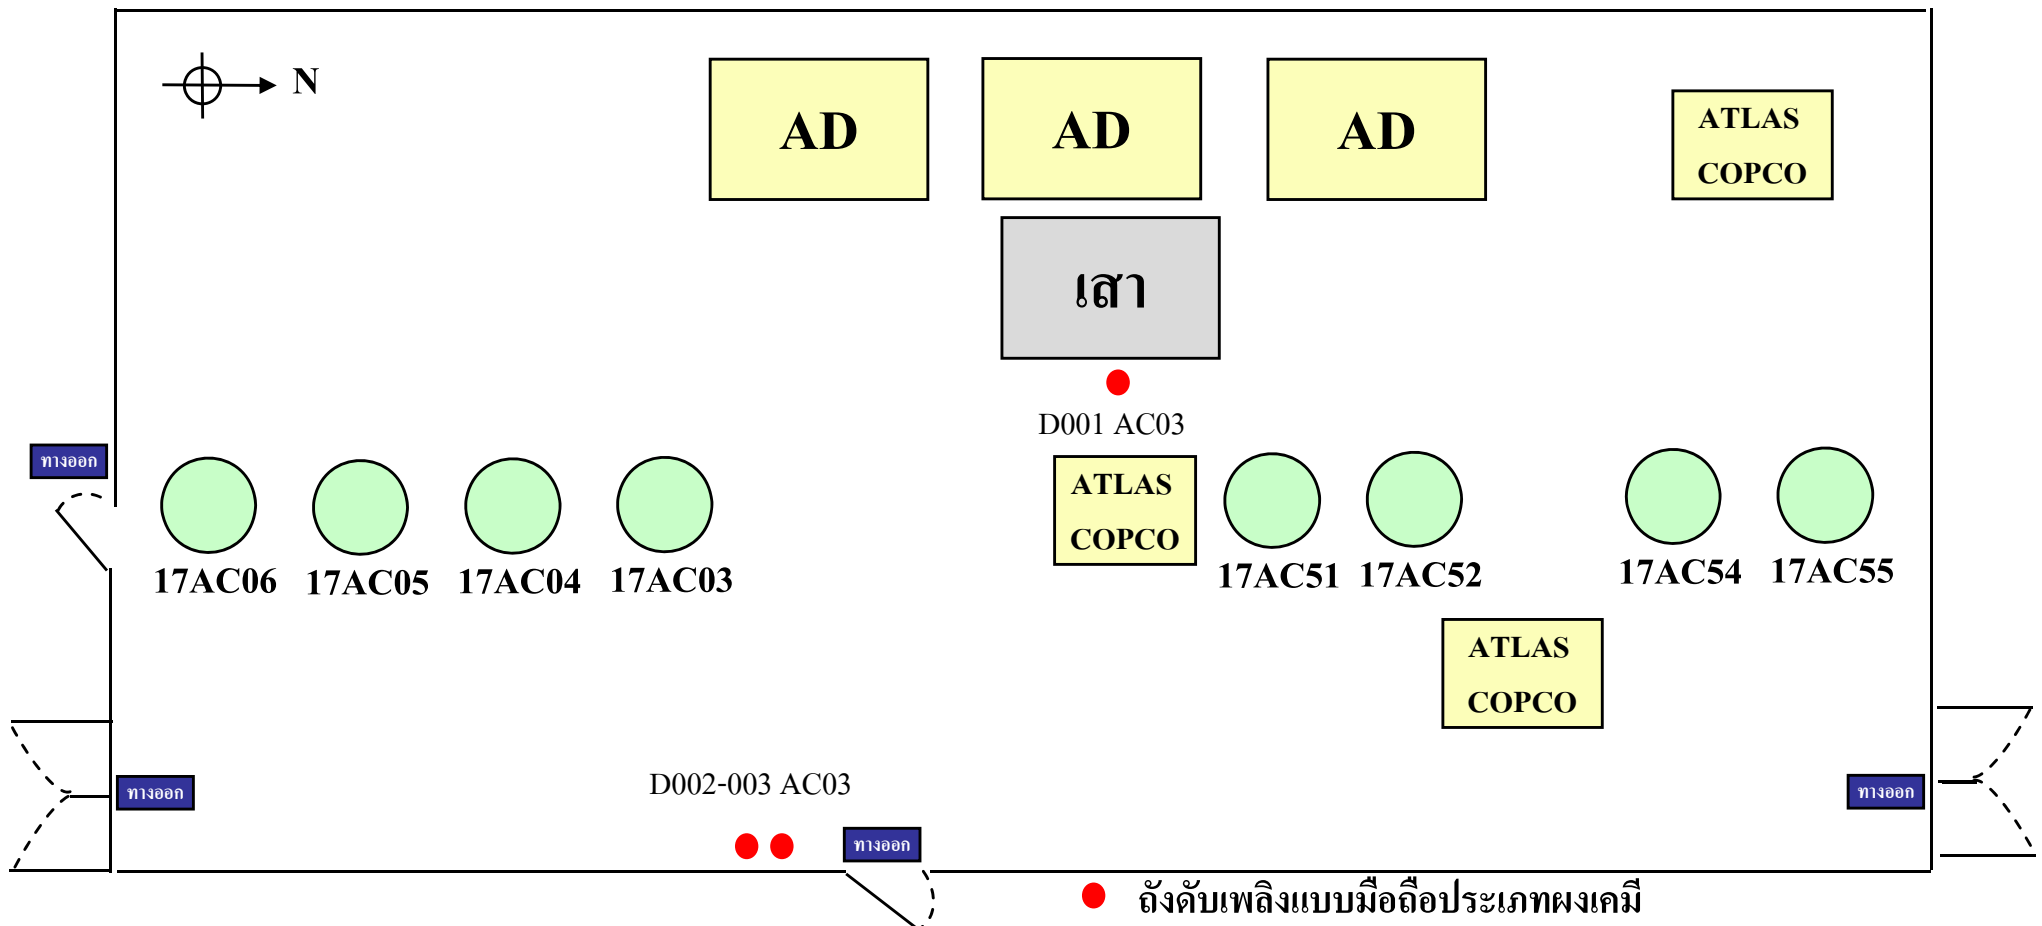 N
AD
AD
AD
ATLAS
COPCO
เสา
D001 AC03
ทางออก
ATLAS
COPCO
17AC06
17AC05
17AC04
17AC03
17AC51
17AC52
17AC54
17AC55
ATLAS
COPCO
D002-003 AC03
ทางออก
ทางออก
ทางออก
ถังดับเพลิงแบบมือถือประเภทผงเคมี